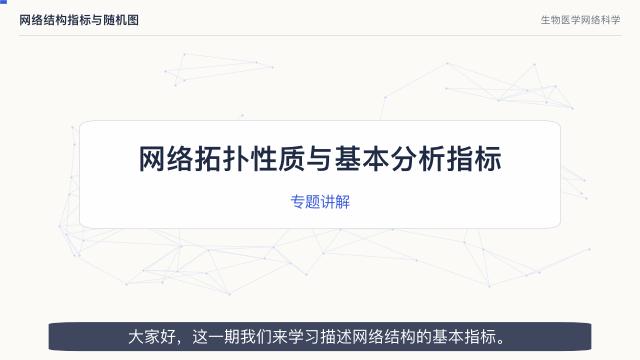 网络结构指标与随机图
生物医学网络科学
网络拓扑性质与基本分析指标
专题讲解
大家好，这一期我们来学习描述网络结构的基本指标。